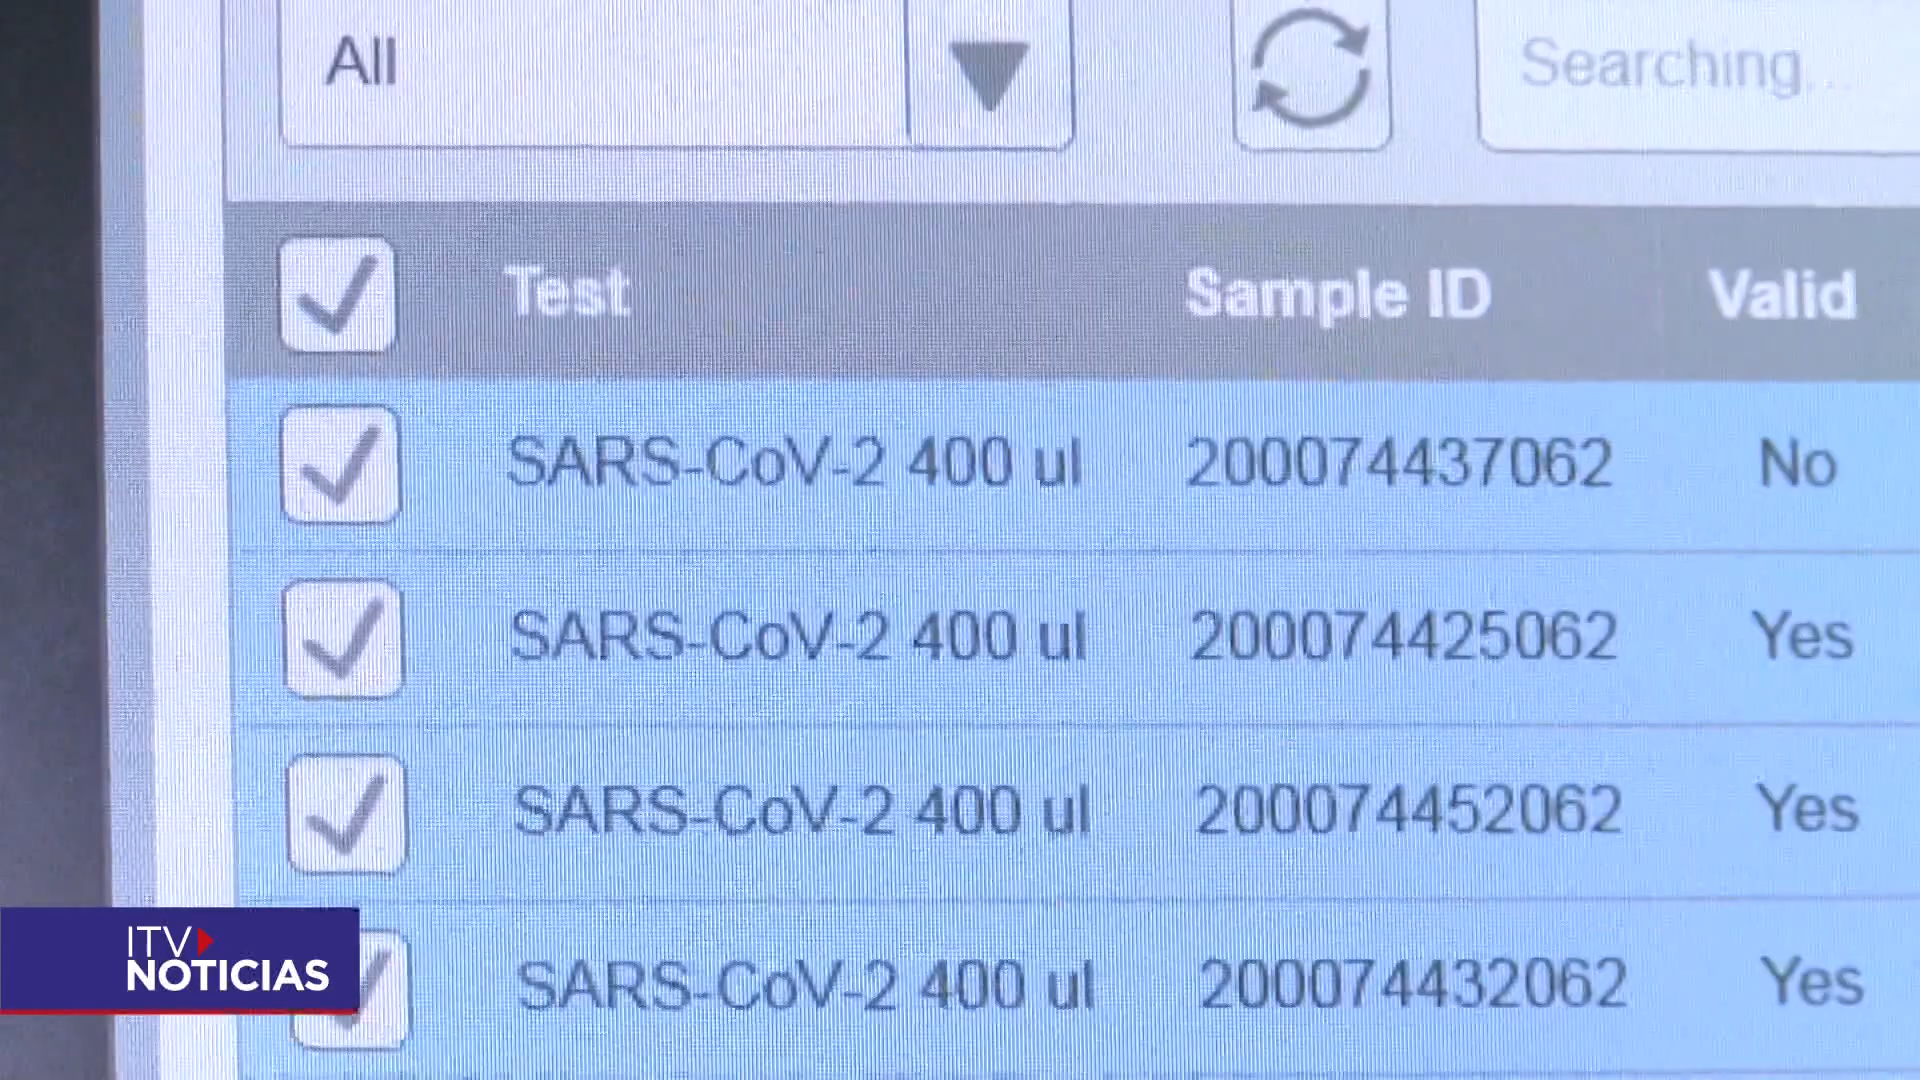 All
Searching...
Test Sample ID Valid
SARS-CoV-2 400 ul 200074437062 No
SARS-CoV-2 400 ul 200074425062 Yes
SARS-CoV-2 400 ul 200074452062 Yes
SARS-CoV-2 400 ul 200074432062 Yes
ITV
NOTICIAS